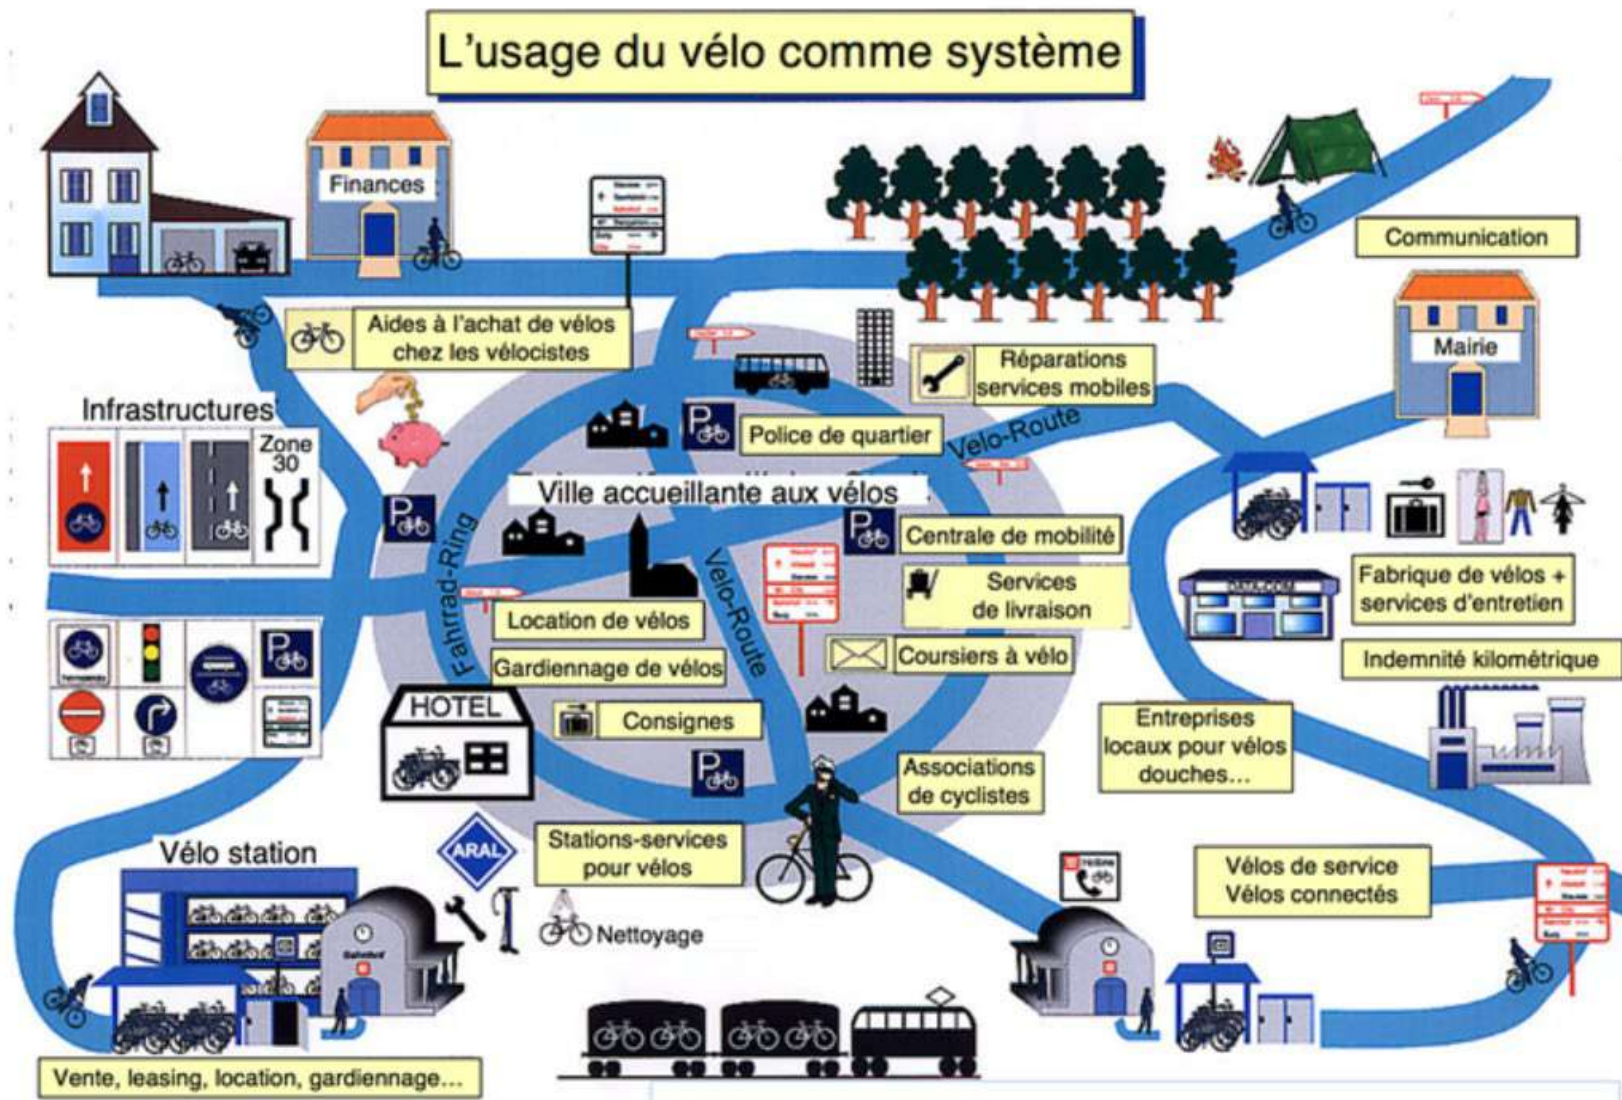 L'usage du vélo comme système
Finances
Communication
Aides à l'achat de vélos
chez les vélocistes
Réparations
services mobiles
Mairie
Infrastructures
Zone
30
P
Police de quartier
Velo-Route
Ville accueillante aux vélos
P
P
Centrale de mobilité
Fahrrad-Ring
Velo-Route
Services
de livraison
DATA-COM
Fabrique de vélos +
services d'entretien
Location de vélos
P
Gardiennage de vélos
Coursiers à vélo
Indemnité kilométrique
HOTEL
Consignes
Entreprises
locaux pour vélos
douches...
P
Associations
de cyclistes
ARAL
Stations-services
pour vélos
Vélo station
Vélos de service
Vélos connectés
Nettoyage
Bahnhof
Vente, leasing, location, gardiennage...